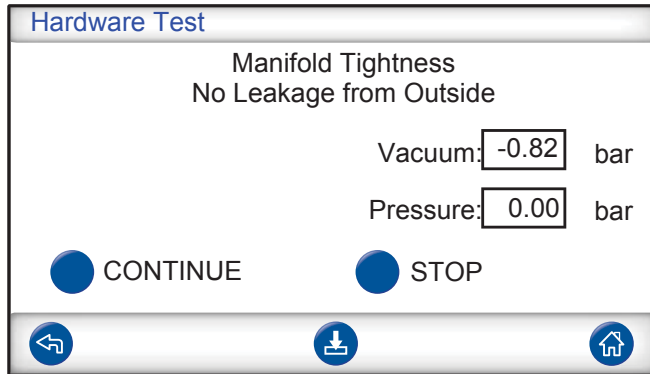 Hardware Test
Manifold Tightness
No Leakage from Outside
Vacuum: -0.82 bar
Pressure: 0.00 bar
CONTINUE STOP